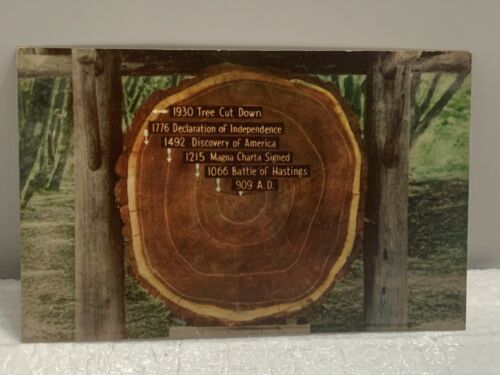 1930 Tree Cut Down
1776 Declaration of Independence
1492 Discovery of America
1215 Magna Charta Signed
1066 Battle of Hastings
909 A.D.